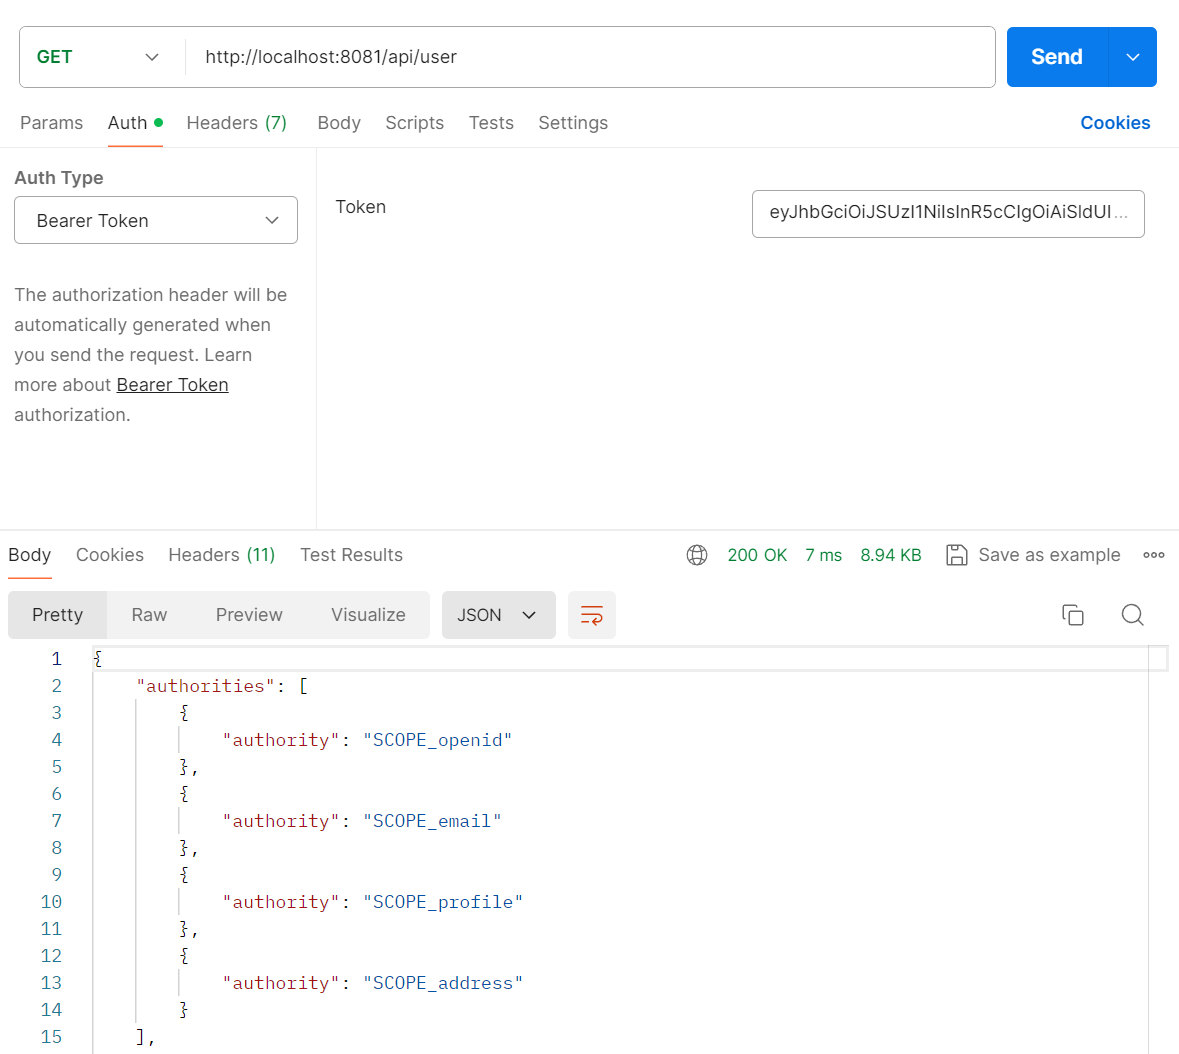 GET http://localhost:8081/api/user Send
Params Auth Headers (7) Body Scripts Tests Settings Cookies
Auth Type
Bearer Token
Token eyJhbGciOiJSUzI1NiIsInR5cCIgOiAiSldUI...
The authorization header will be
automatically generated when
you send the request. Learn
more about Bearer Token
authorization.
Body Cookies Headers (11) Test Results 200 OK 7 ms 8.94 KB Save as example
Pretty Raw Preview Visualize JSON
1 {
2 "authorities": [
3 {
4 "authority": "SCOPE_openid"
5 },
6 {
7 "authority": "SCOPE_email"
8 },
9 {
10 "authority": "SCOPE_profile"
11 },
12 {
13 "authority": "SCOPE_address"
14 }
15 ],